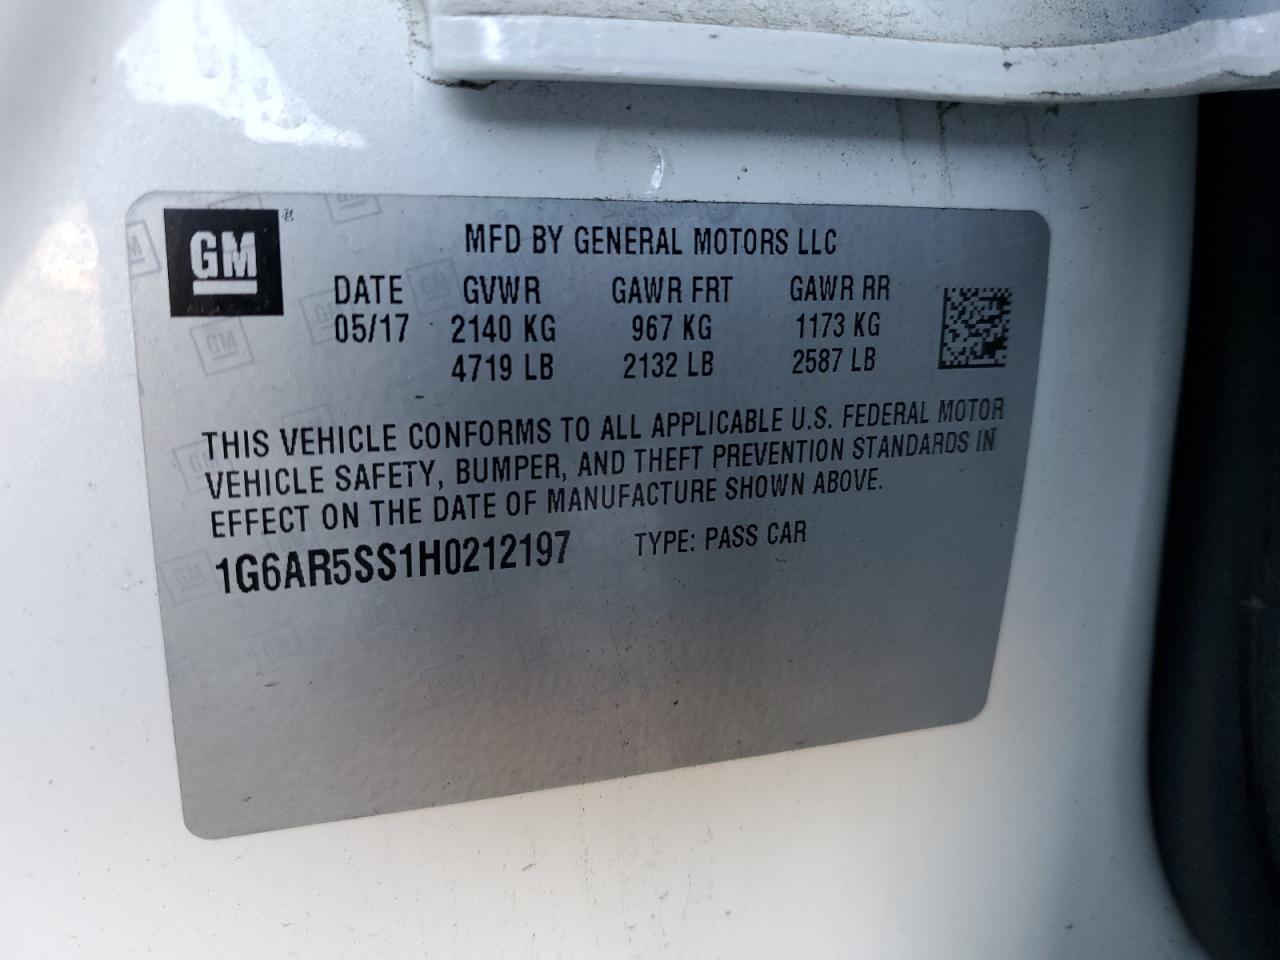 GM
MFD BY GENERAL MOTORS LLC
DATE GVWR GAWR FRT GAWR RR
05/17 2140 KG 967 KG 1173 KG
4719 LB 2132 LB 2587 LB
THIS VEHICLE CONFORMS TO ALL APPLICABLE U.S. FEDERAL MOTOR
VEHICLE SAFETY, BUMPER, AND THEFT PREVENTION STANDARDS IN
EFFECT ON THE DATE OF MANUFACTURE SHOWN ABOVE.
1G6AR5SS1H0212197 TYPE: PASS CAR